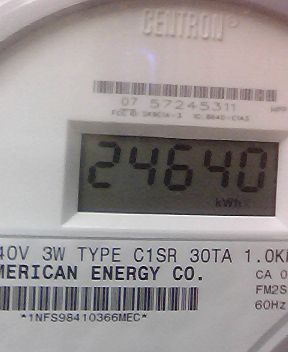 CENTRON
07 57245311
24640
kWh
40V 3W TYPE C1SR 30TA 1.0K
MERICAN ENERGY CO.
CA 0
FM2S
60Hz
*1NFS98410366MEC*